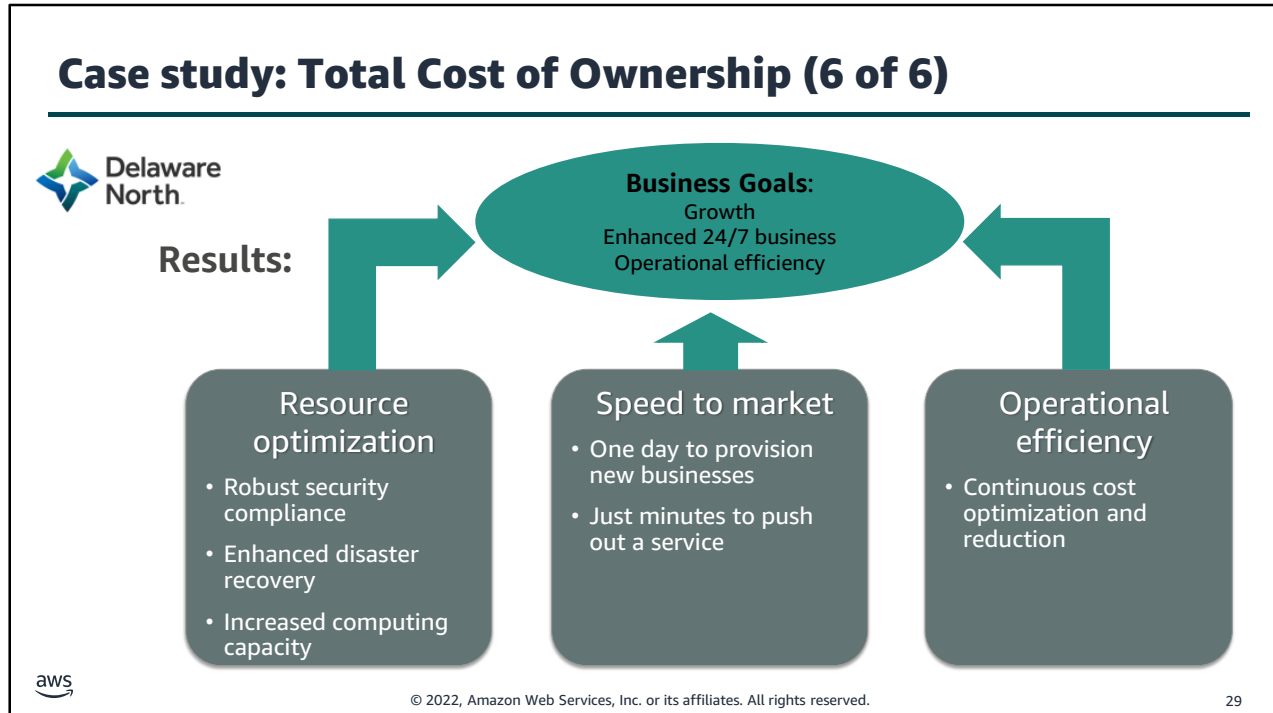 Case study: Total Cost of Ownership (6 of 6)
Delaware
North™
Business Goals:
Growth
Enhanced 24/7 business
Operational efficiency
Results:
Resource
optimization
• Robust security
compliance
• Enhanced disaster
recovery
• Increased computing
capacity
Speed to market
• One day to provision
new businesses
• Just minutes to push
out a service
Operational
efficiency
• Continuous cost
optimization and
reduction
aws
© 2022, Amazon Web Services, Inc. or its affiliates. All rights reserved.
29